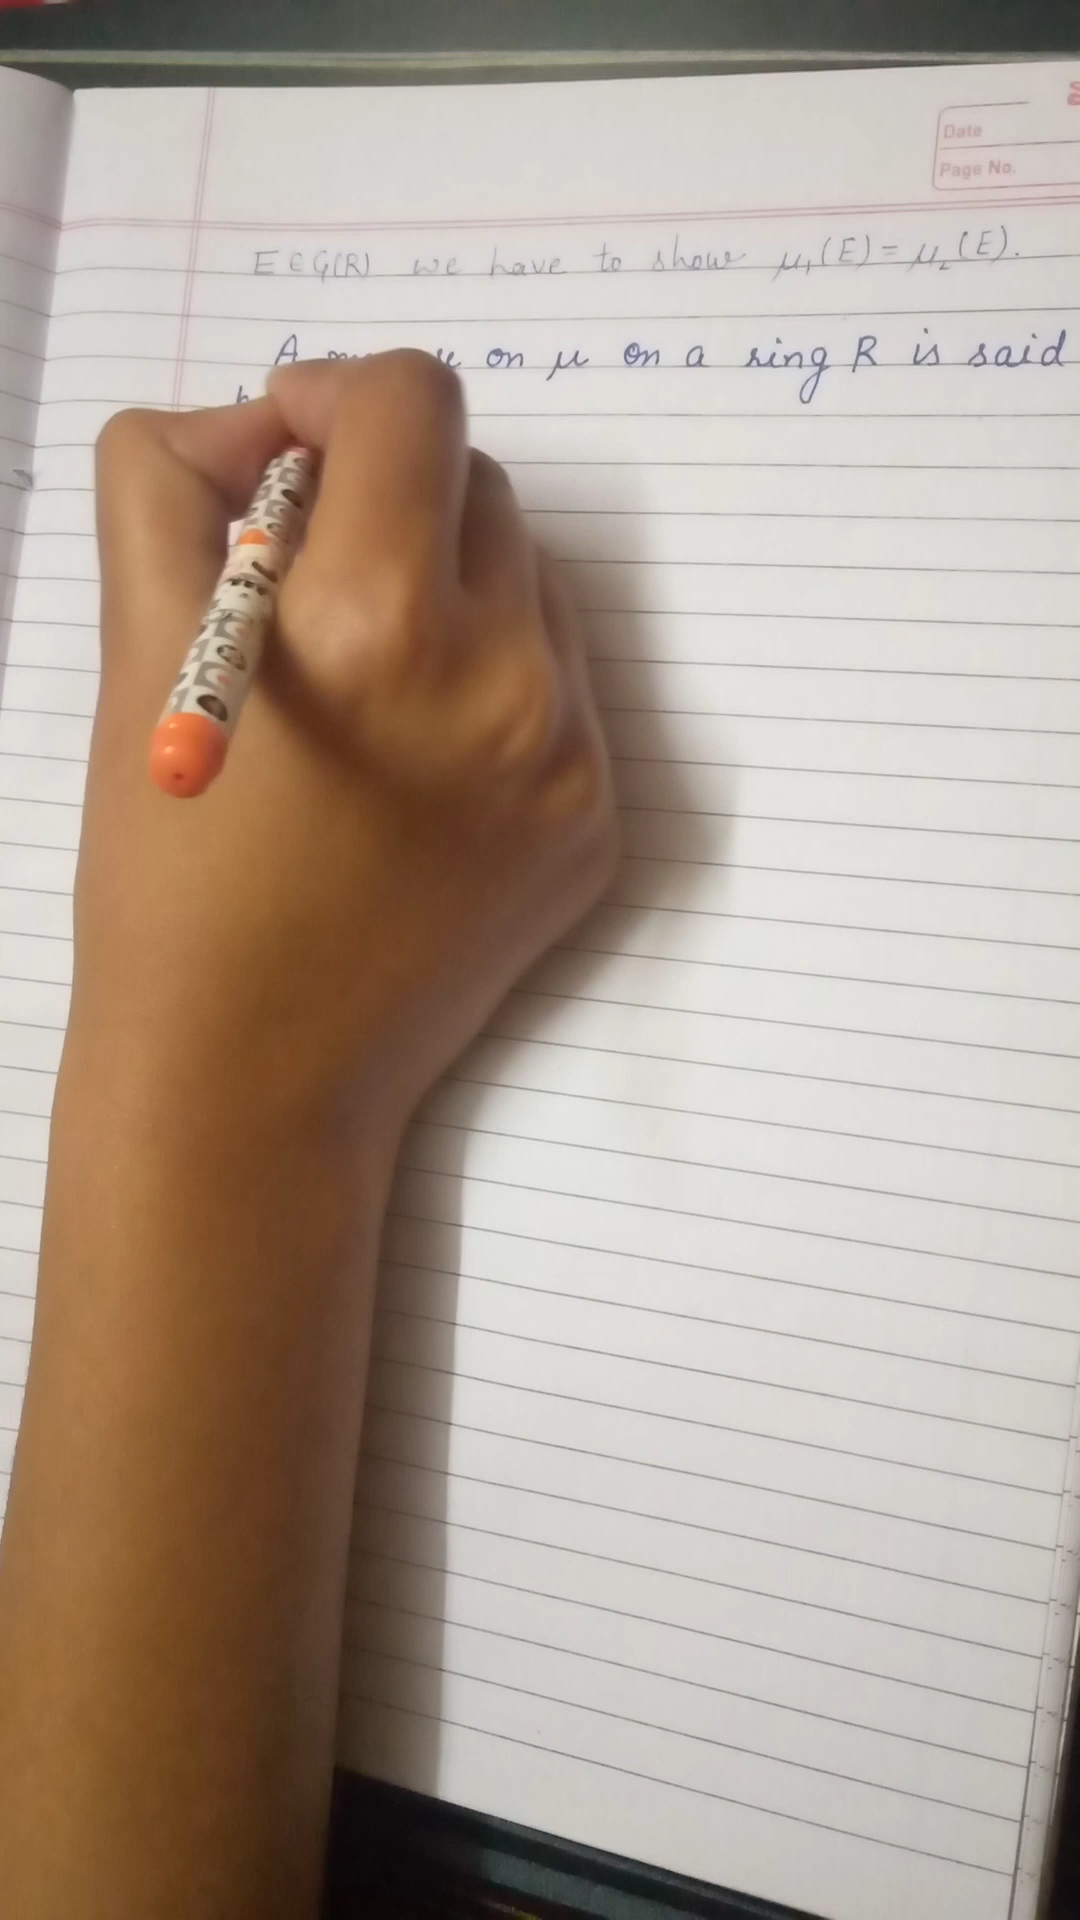 Date
Page No.
E ∈ G(R) we have to show μ₁(E) = μ₂(E).
A on μ on a ring R is said